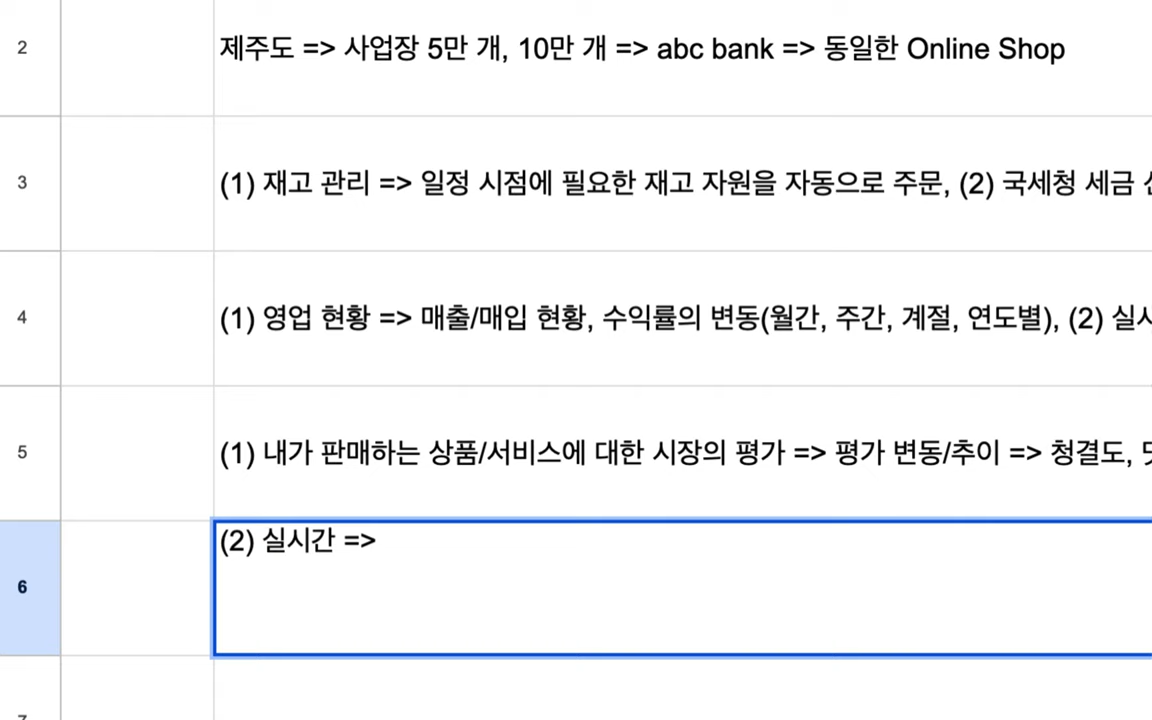 2
제주도 => 사업장 5만 개, 10만 개 => abc bank => 동일한 Online Shop
3
(1) 재고 관리 => 일정 시점에 필요한 재고 자원을 자동으로 주문, (2) 국세청 세금
4
(1) 영업 현황 => 매출/매입 현황, 수익률의 변동(월간, 주간, 계절, 연도별), (2)
5
(1) 내가 판매하는 상품/서비스에 대한 시장의 평가 => 평가 변동/추이 => 청결도,
(2) 실시간 =>
6